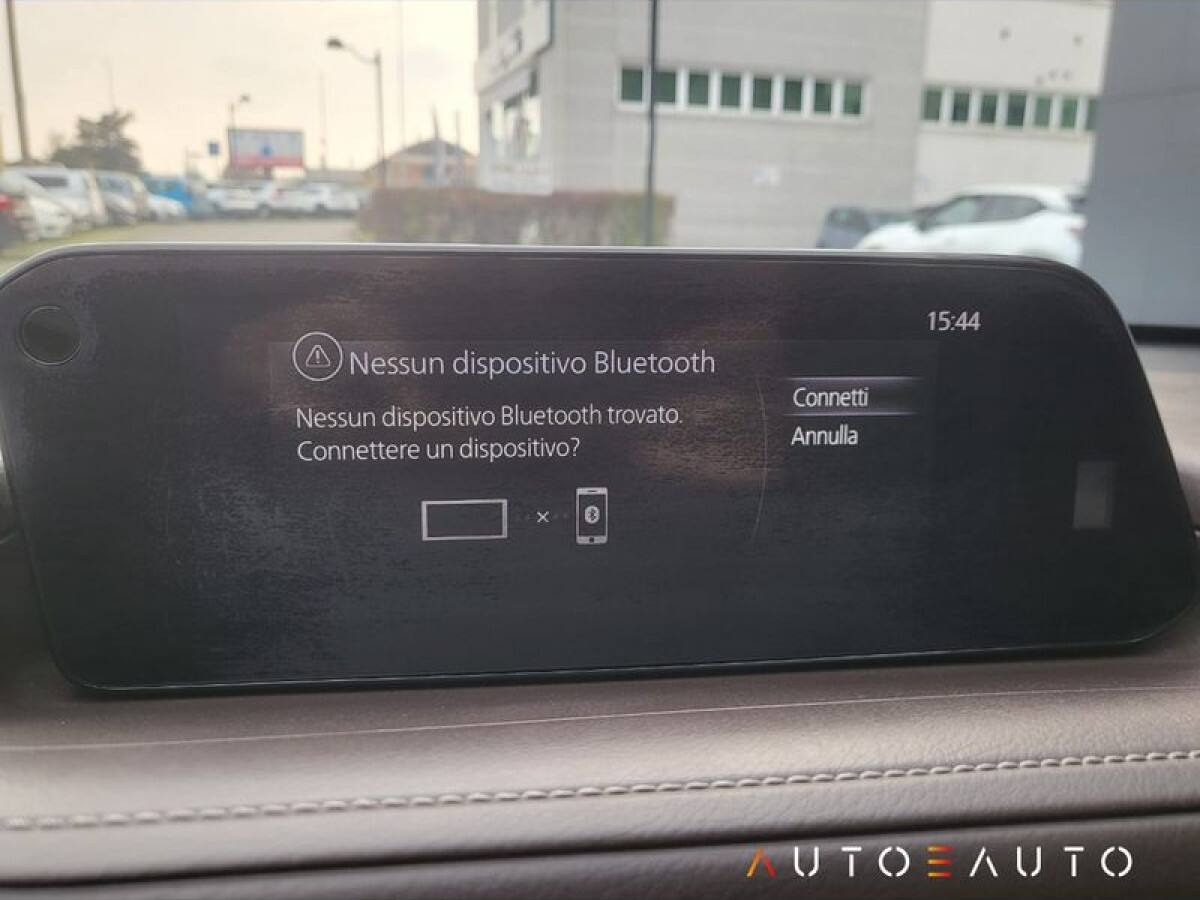 15:44
Nessun dispositivo Bluetooth
Nessun dispositivo Bluetooth trovato.
Connettere un dispositivo?
Connetti
Annulla
AUTOEAUTO